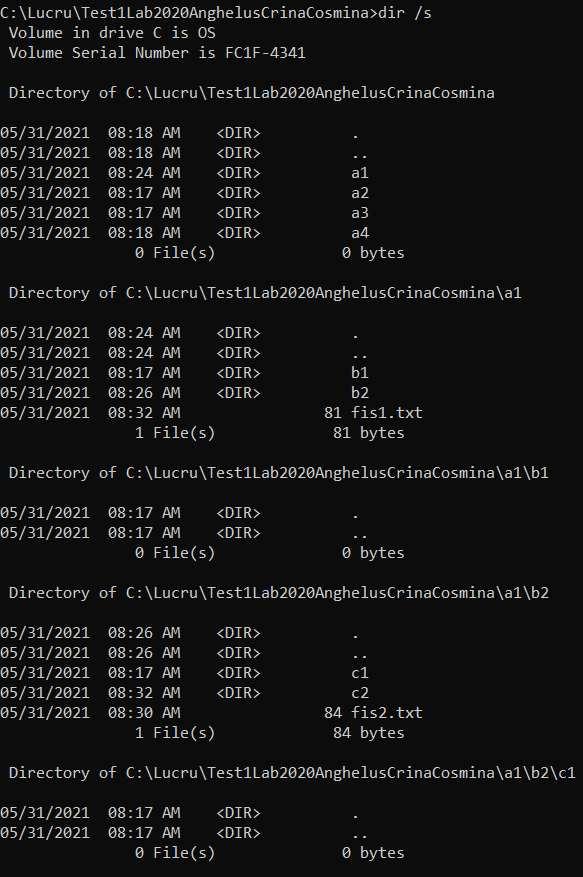 C:\Lucru\Test1Lab2020AnghelusCrinaCosmina>dir /s
 Volume in drive C is OS
 Volume Serial Number is FC1F-4341

 Directory of C:\Lucru\Test1Lab2020AnghelusCrinaCosmina

05/31/2021  08:18 AM    <DIR>          .
05/31/2021  08:18 AM    <DIR>          ..
05/31/2021  08:24 AM    <DIR>          a1
05/31/2021  08:17 AM    <DIR>          a2
05/31/2021  08:17 AM    <DIR>          a3
05/31/2021  08:18 AM    <DIR>          a4
               0 File(s)              0 bytes

 Directory of C:\Lucru\Test1Lab2020AnghelusCrinaCosmina\a1

05/31/2021  08:24 AM    <DIR>          .
05/31/2021  08:24 AM    <DIR>          ..
05/31/2021  08:17 AM    <DIR>          b1
05/31/2021  08:26 AM    <DIR>          b2
05/31/2021  08:32 AM                81 fis1.txt
               1 File(s)             81 bytes

 Directory of C:\Lucru\Test1Lab2020AnghelusCrinaCosmina\a1\b1

05/31/2021  08:17 AM    <DIR>          .
05/31/2021  08:17 AM    <DIR>          ..
               0 File(s)              0 bytes

 Directory of C:\Lucru\Test1Lab2020AnghelusCrinaCosmina\a1\b2

05/31/2021  08:26 AM    <DIR>          .
05/31/2021  08:26 AM    <DIR>          ..
05/31/2021  08:17 AM    <DIR>          c1
05/31/2021  08:32 AM    <DIR>          c2
05/31/2021  08:30 AM                84 fis2.txt
               1 File(s)             84 bytes

 Directory of C:\Lucru\Test1Lab2020AnghelusCrinaCosmina\a1\b2\c1

05/31/2021  08:17 AM    <DIR>          .
05/31/2021  08:17 AM    <DIR>          ..
               0 File(s)              0 bytes